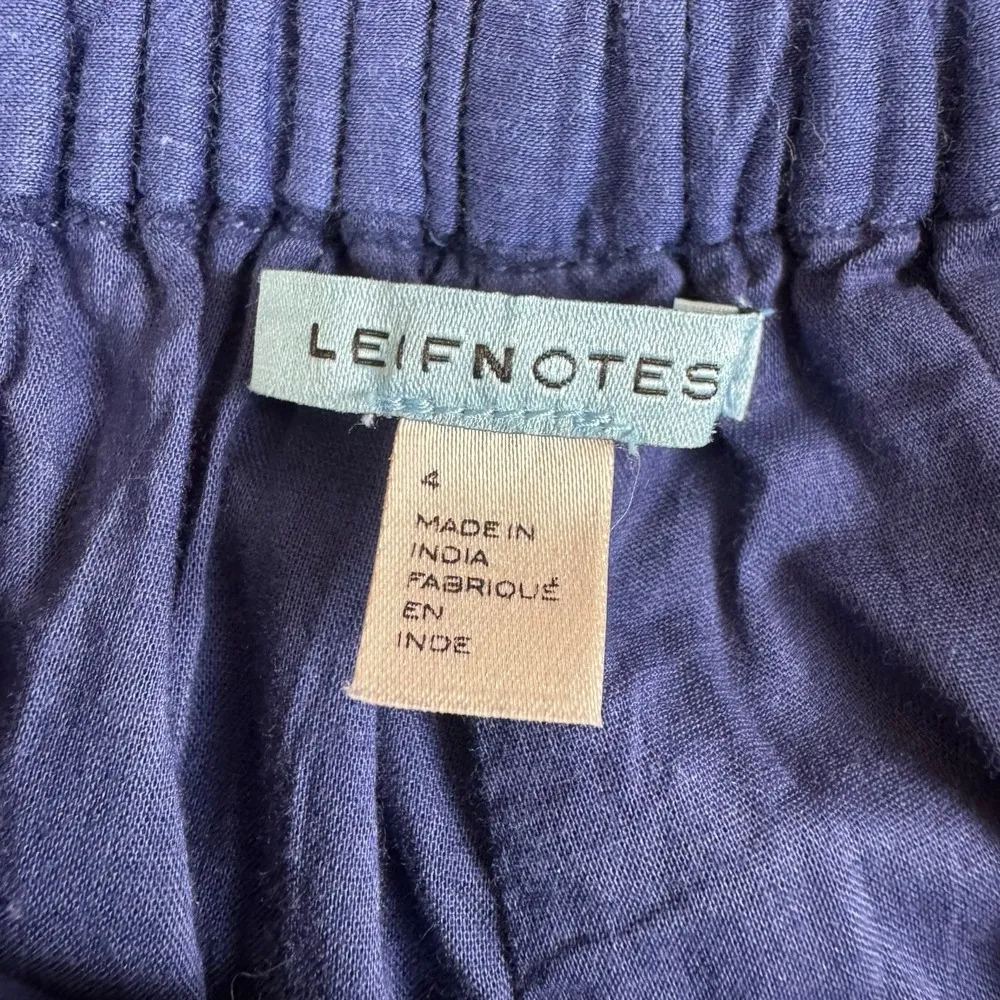 LEIFNOTES
4
MADE IN
INDIA
FABRIQUÉ
EN
INDE